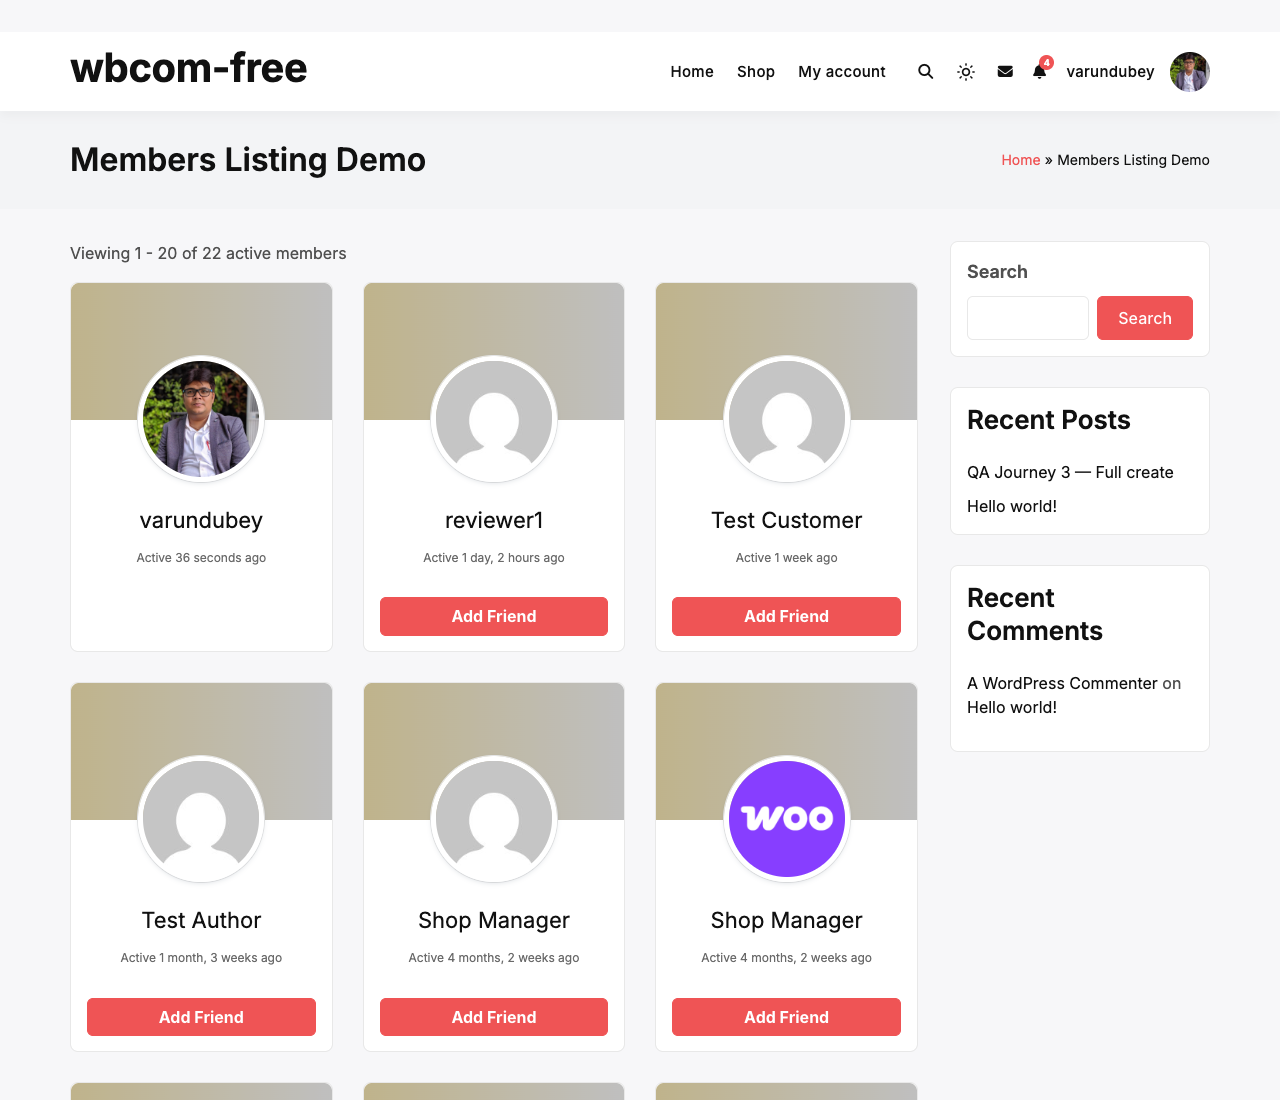 wbcom-free
Home
Shop
My account
4
varundubey
Members Listing Demo
Home » Members Listing Demo
Viewing 1 - 20 of 22 active members
varundubey
Active 36 seconds ago
reviewer1
Active 1 day, 2 hours ago
Add Friend
Test Customer
Active 1 week ago
Add Friend
Test Author
Active 1 month, 3 weeks ago
Add Friend
Shop Manager
Active 4 months, 2 weeks ago
Add Friend
woo
Shop Manager
Active 4 months, 2 weeks ago
Add Friend
Search
Search
Recent Posts
QA Journey 3 — Full create
Hello world!
Recent
Comments
A WordPress Commenter on
Hello world!